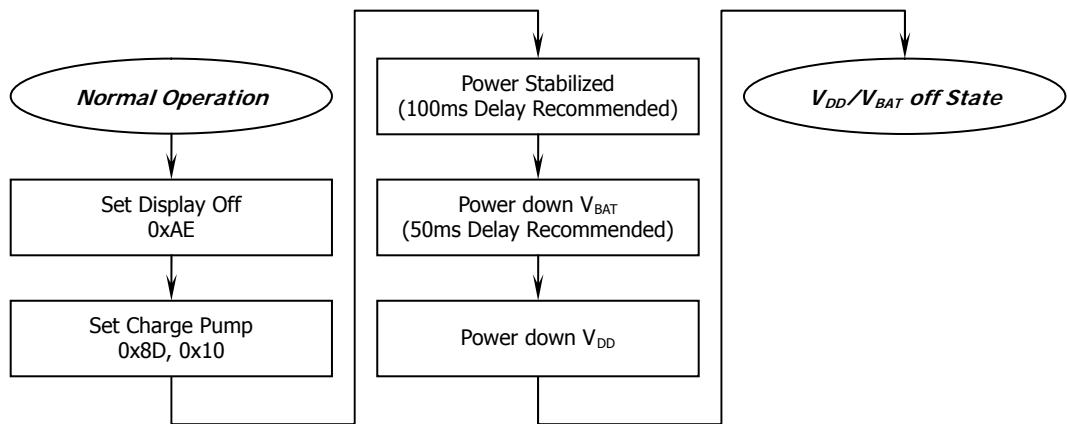 Normal Operation
Set Display Off
0xAE
Set Charge Pump
0x8D, 0x10
Power Stabilized
(100ms Delay Recommended)
Power down VBAT
(50ms Delay Recommended)
Power down VDD
VDD/VBAT off State